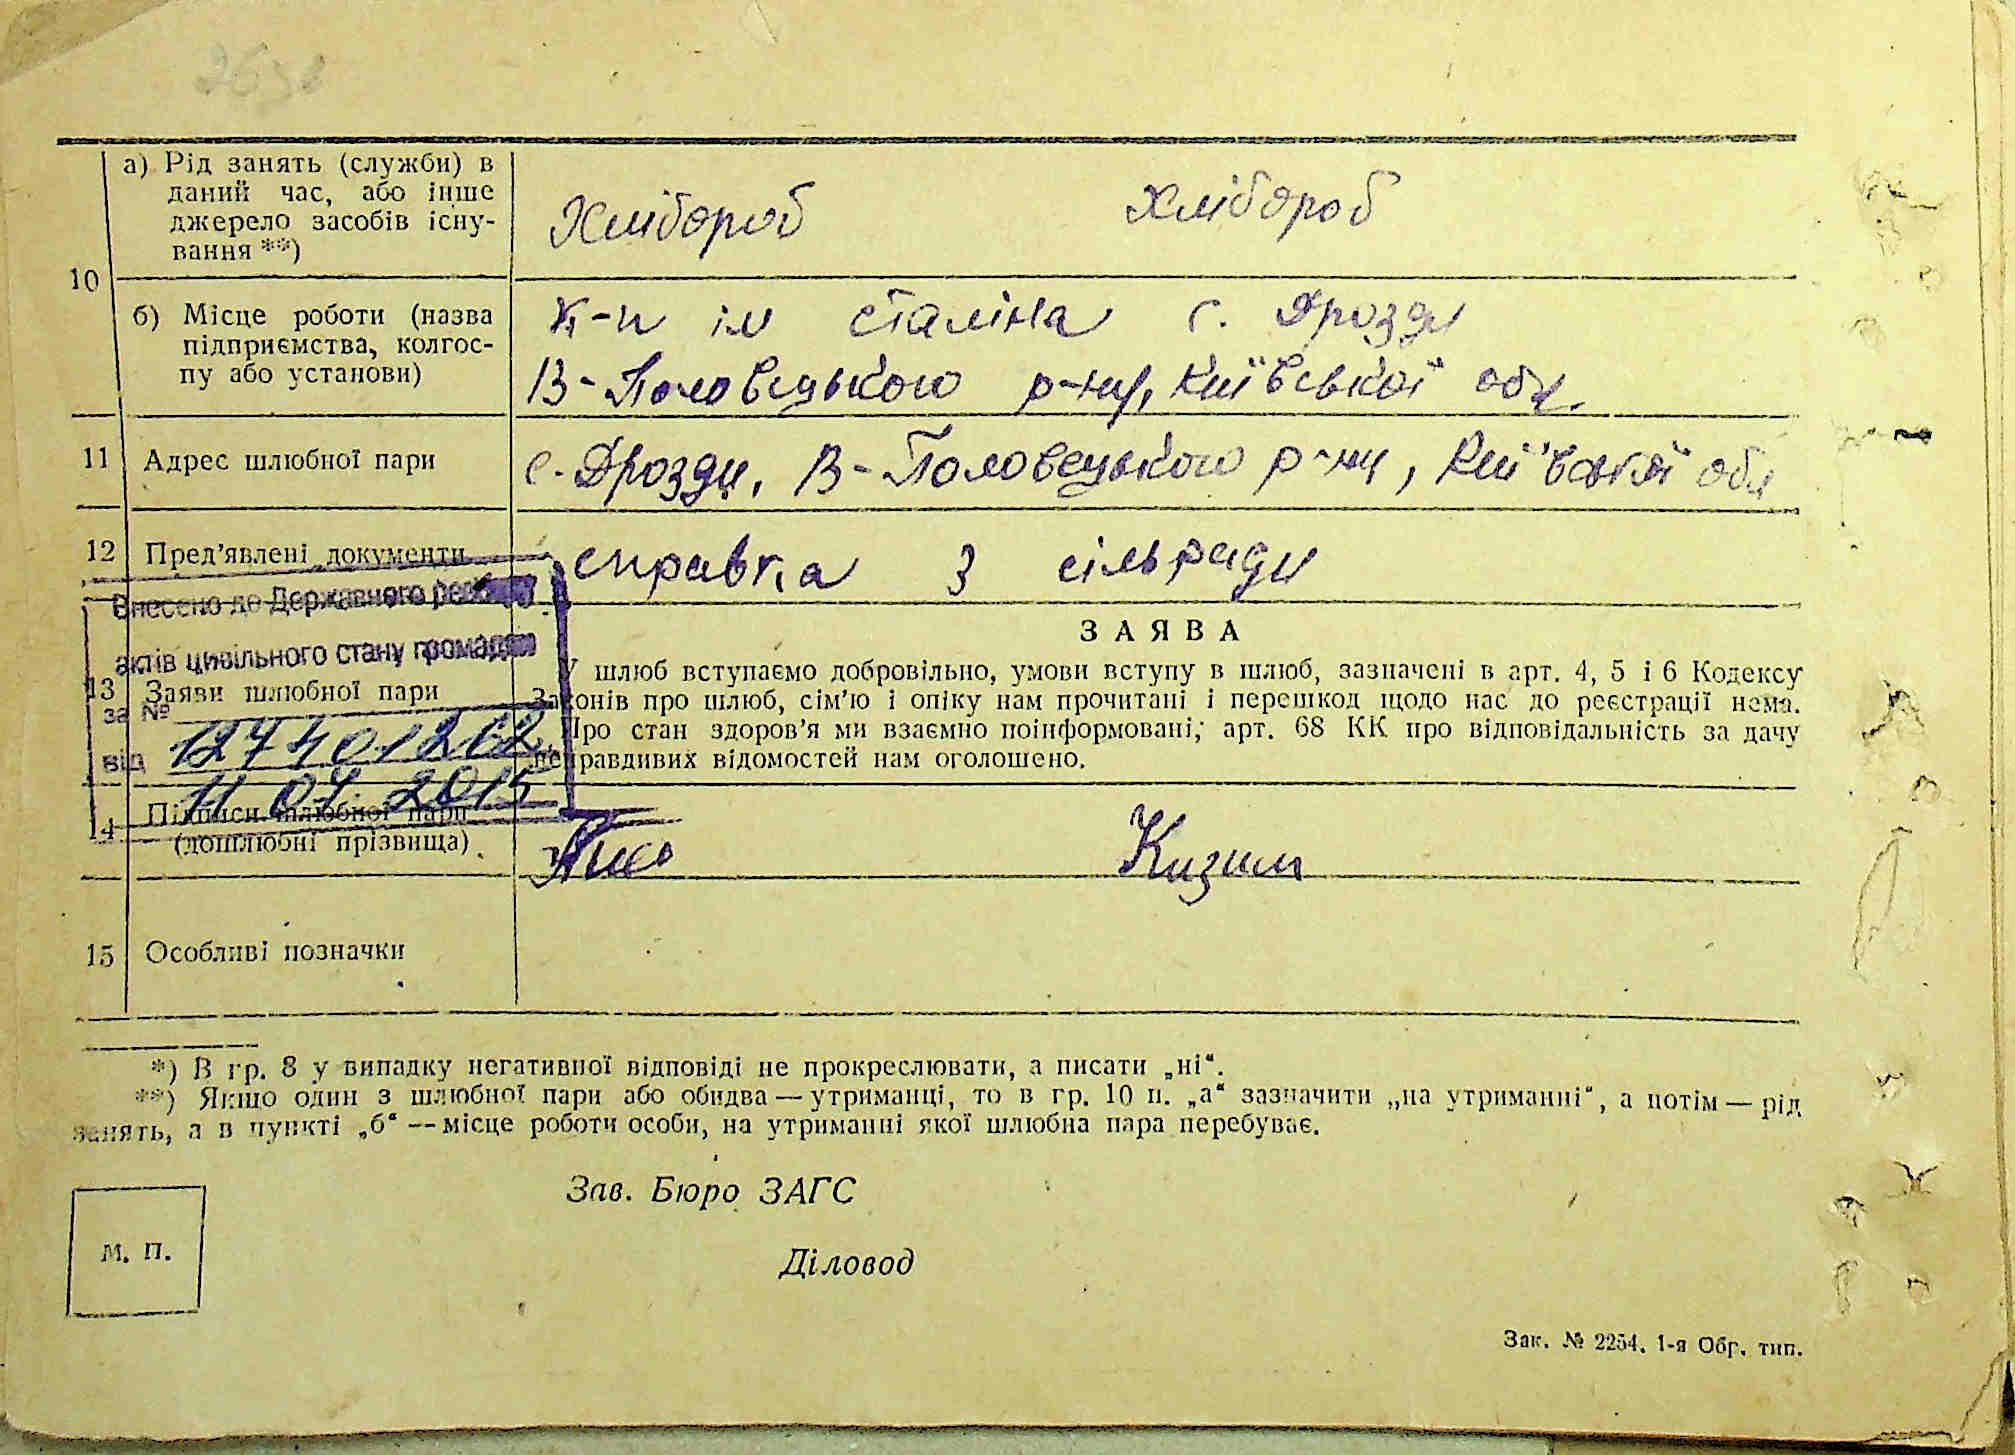 а) Рід занять (служби) в
даний час, або інше
джерело засобів існу-
вання **)
Хлібороб Хлібороб
10
б) Місце роботи (назва
підприємства, колгос-
пу або установи)
К-п ім сталіна с. Дрозди
В-Половецького р-ну, Київської обл.
11 Адрес шлюбної пари
с. Дрозди, В-Половецького р-ну, Київської обл
12 Пред'явлені документи
справка з сільради
Внесено до Державного
актів цивільного стану громадян
13 Заяви шлюбної пари
за №
від 11 07 2015
ЗАЯВА
У шлюб вступаємо добровільно, умови вступу в шлюб, зазначені в арт. 4, 5 і 6 Кодексу
Законів про шлюб, сім'ю і опіку нам прочитані і перешкод щодо нас до реєстрації нема.
Про стан здоров'я ми взаємно поінформовані; арт. 68 КК про відповідальність за дачу
неправдивих відомостей нам оголошено.
14 Підписи шлюбної пари
(дошлюбні прізвища)
Кизим
15 Особливі позначки
*) В гр. 8 у випадку негативної відповіді не прокреслювати, а писати „ні“.
**) Якщо один з шлюбної пари або обидва — утриманці, то в гр. 10 п. „а“ зазначити „на утриманні“, а потім — рід
занять, а в пункті „б“ — місце роботи особи, на утриманні якої шлюбна пара перебуває.
Зав. Бюро ЗАГС
М. П.
Діловод
Зак. № 2254. 1-я Обр. тип.